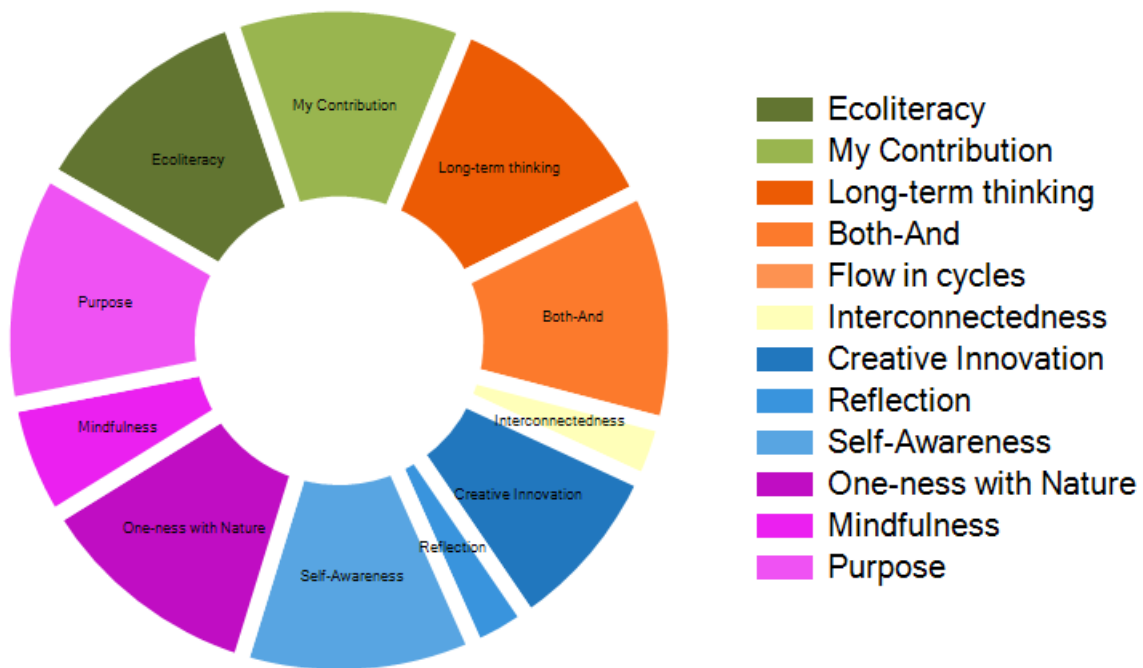 My Contribution
Ecoliteracy
Long-term thinking
Purpose
Both-And
Mindfulness
Interconnectedness
Creative Innovation
One-ness with Nature
Reflection
Self-Awareness
Ecoliteracy
My Contribution
Long-term thinking
Both-And
Flow in cycles
Interconnectedness
Creative Innovation
Reflection
Self-Awareness
One-ness with Nature
Mindfulness
Purpose